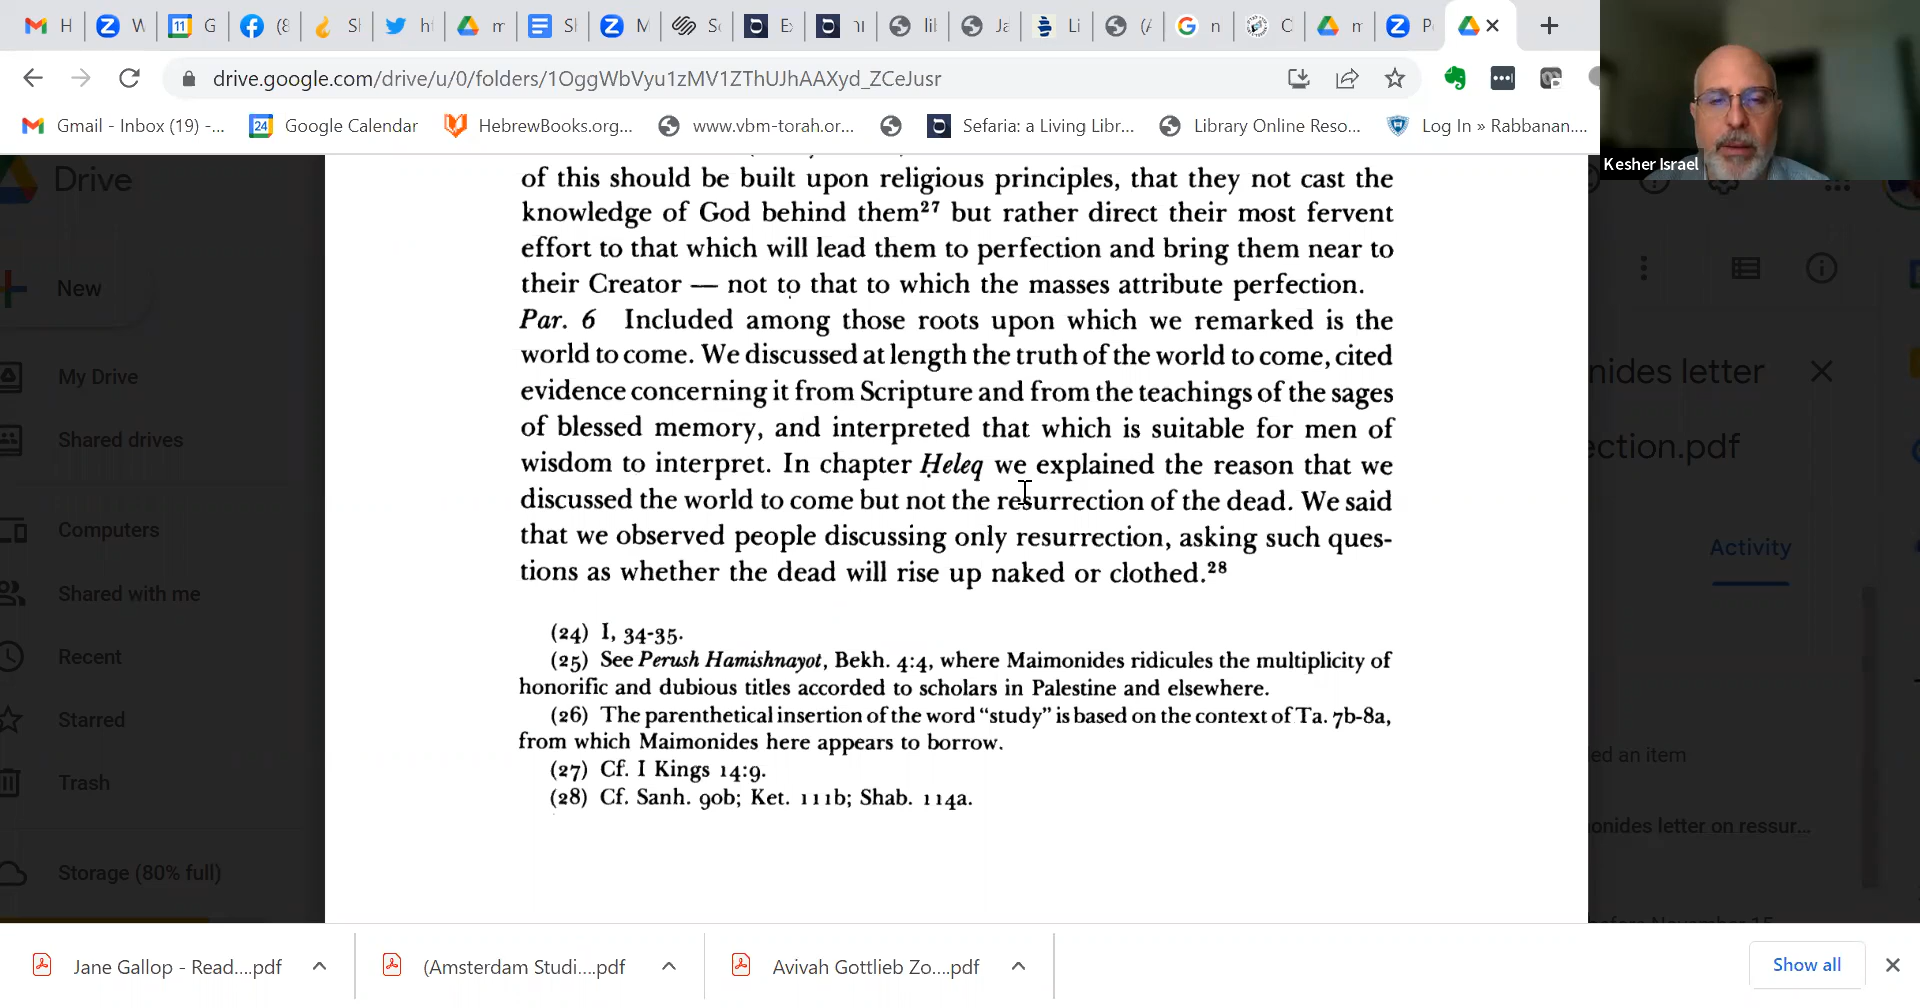 H W G (8 Sl ht m Sl M Sc E: lil Ja Li (/ n C m P
drive.google.com/drive/u/0/folders/1OggWbVyu1zMV1ZThUJhAAXyd_ZCeJusr
Gmail - Inbox (19) -... Google Calendar HebrewBooks.org... www.vbm-torah.or... Sefaria: a Living Libr... Library Online Reso... Log In » Rabbanan....
Kesher Israel
Drive
New
My Drive
Shared drives
Computers
Shared with me
Recent
Starred
Trash
Storage (80% full)
of this should be built upon religious principles, that they not cast the
knowledge of God behind them27 but rather direct their most fervent
effort to that which will lead them to perfection and bring them near to
their Creator — not to that to which the masses attribute perfection.
Par. 6 Included among those roots upon which we remarked is the
world to come. We discussed at length the truth of the world to come, cited
evidence concerning it from Scripture and from the teachings of the sages
of blessed memory, and interpreted that which is suitable for men of
wisdom to interpret. In chapter Ḥeleq we explained the reason that we
discussed the world to come but not the resurrection of the dead. We said
that we observed people discussing only resurrection, asking such ques-
tions as whether the dead will rise up naked or clothed.28
(24) I, 34-35.
(25) See Perush Hamishnayot, Bekh. 4:4, where Maimonides ridicules the multiplicity of
honorific and dubious titles accorded to scholars in Palestine and elsewhere.
(26) The parenthetical insertion of the word "study" is based on the context of Ta. 7b-8a,
from which Maimonides here appears to borrow.
(27) Cf. I Kings 14:9.
(28) Cf. Sanh. 90b; Ket. 111b; Shab. 114a.
nides letter
ction.pdf
Activity
ed an item
onides letter on ressur...
Jane Gallop - Read....pdf (Amsterdam Studi....pdf Avivah Gottlieb Zo....pdf Show all